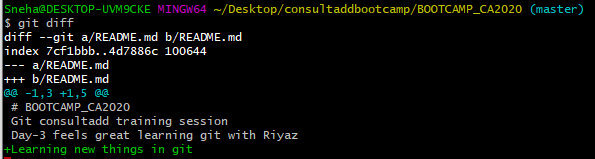 Sneha@DESKTOP-UVM9CKE MINGW64 ~/Desktop/consultaddbootcamp/BOOTCAMP_CA2020 (master)
$ git diff
diff --git a/README.md b/README.md
index 7cf1bbb..4d7886c 100644
--- a/README.md
+++ b/README.md
@@ -1,3 +1,5 @@
 # BOOTCAMP_CA2020
 Git consultadd training session
 Day-3 feels great learning git with Riyaz
+Learning new things in git